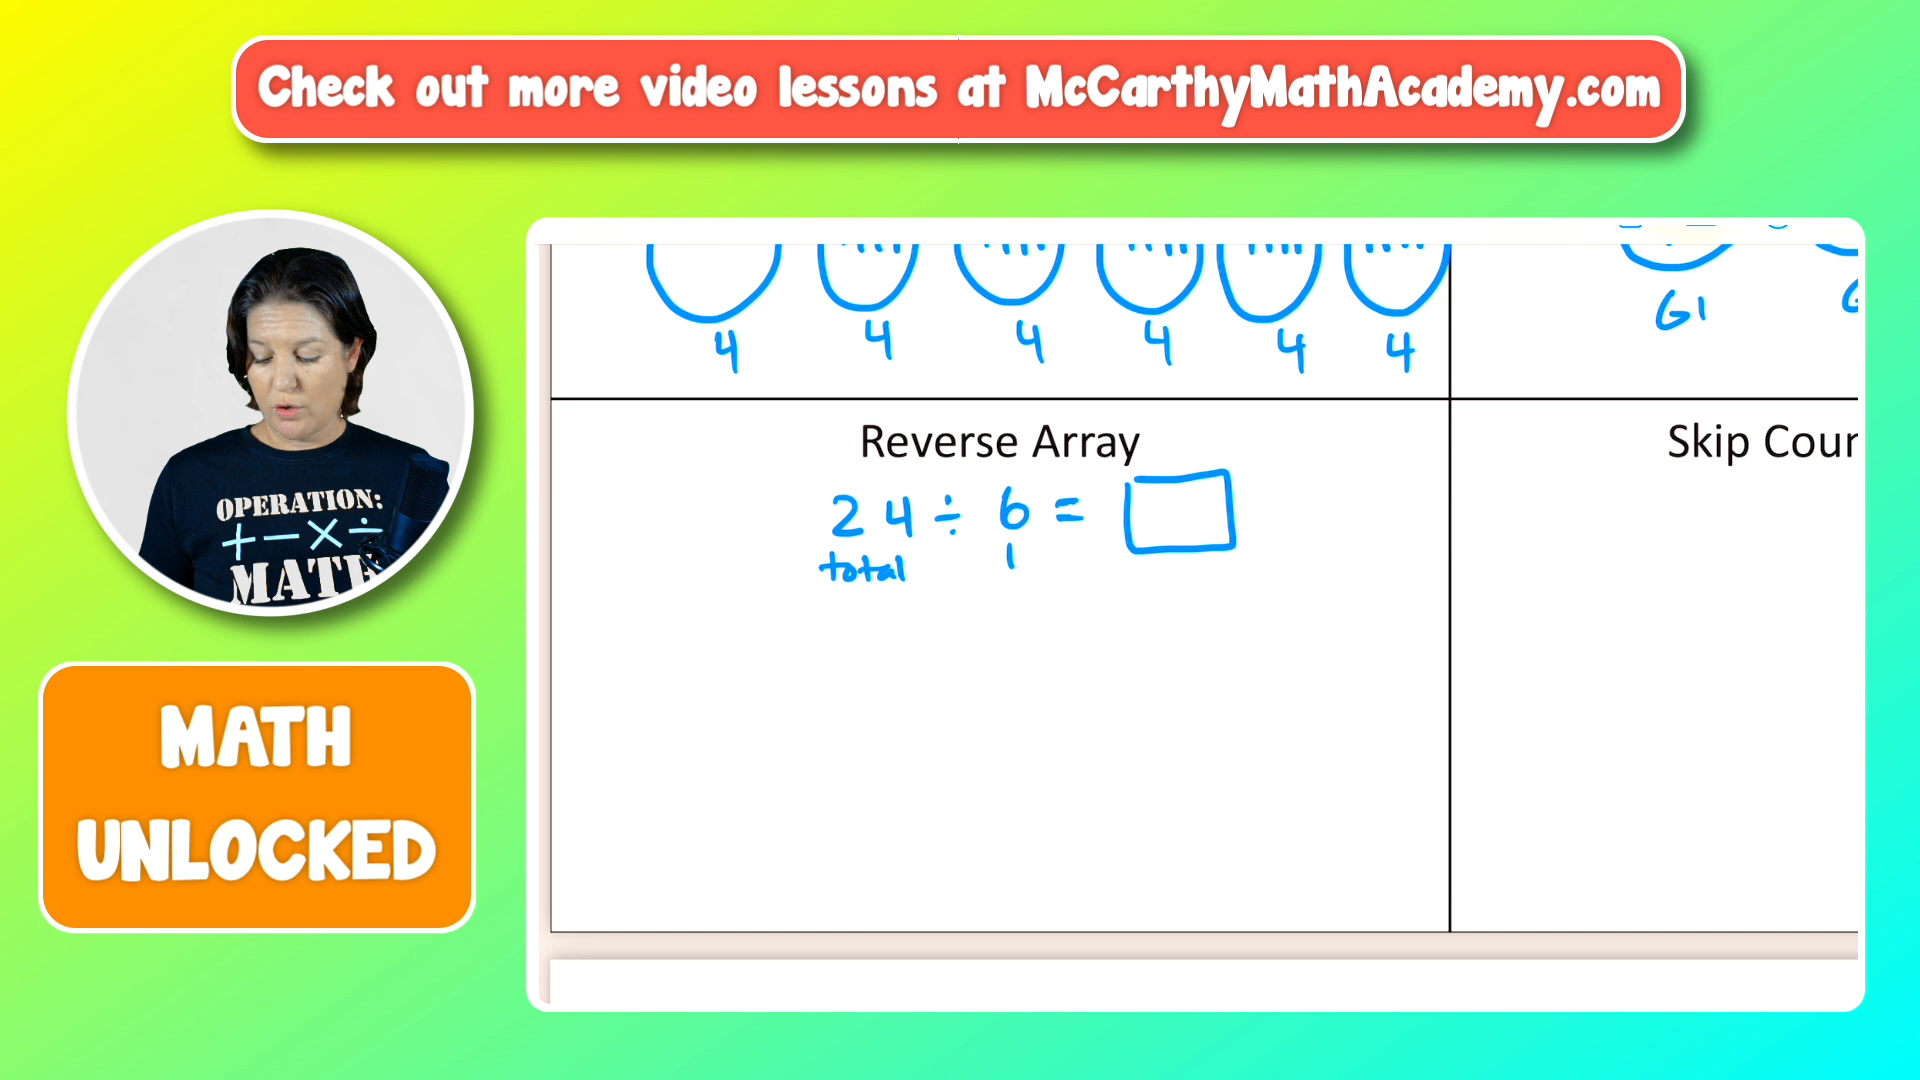 Check out more video lessons at McCarthyMathAcademy.com
4 4 4 4 4 4
G1
Reverse Array
Skip Cour
24 ÷ 6 =
total
OPERATION:
+ − × ÷
MATH
MATH
UNLOCKED